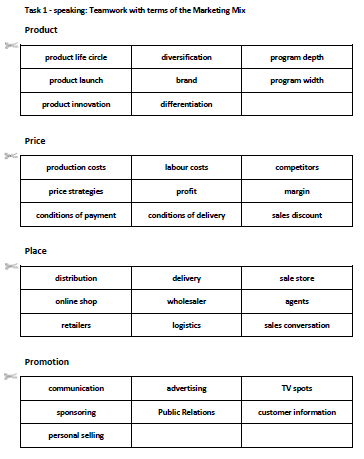 Task 1 - speaking: Teamwork with terms of the Marketing Mix
Product
product life circle diversification program depth
product launch brand program width
product innovation differentiation
Price
production costs labour costs competitors
price strategies profit margin
conditions of payment conditions of delivery sales discount
Place
distribution delivery sale store
online shop wholesaler agents
retailers logistics sales conversation
Promotion
communication advertising TV spots
sponsoring Public Relations customer information
personal selling